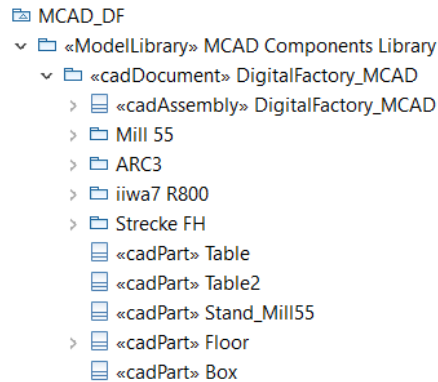 MCAD_DF
«ModelLibrary» MCAD Components Library
«cadDocument» DigitalFactory_MCAD
«cadAssembly» DigitalFactory_MCAD
Mill 55
ARC3
iiwa7 R800
Strecke FH
«cadPart» Table
«cadPart» Table2
«cadPart» Stand_Mill55
«cadPart» Floor
«cadPart» Box